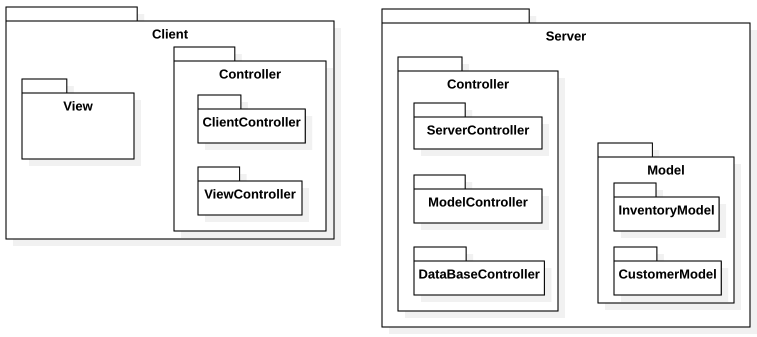 Client
View
Controller
ClientController
ViewController
Server
Controller
ServerController
ModelController
DataBaseController
Model
InventoryModel
CustomerModel